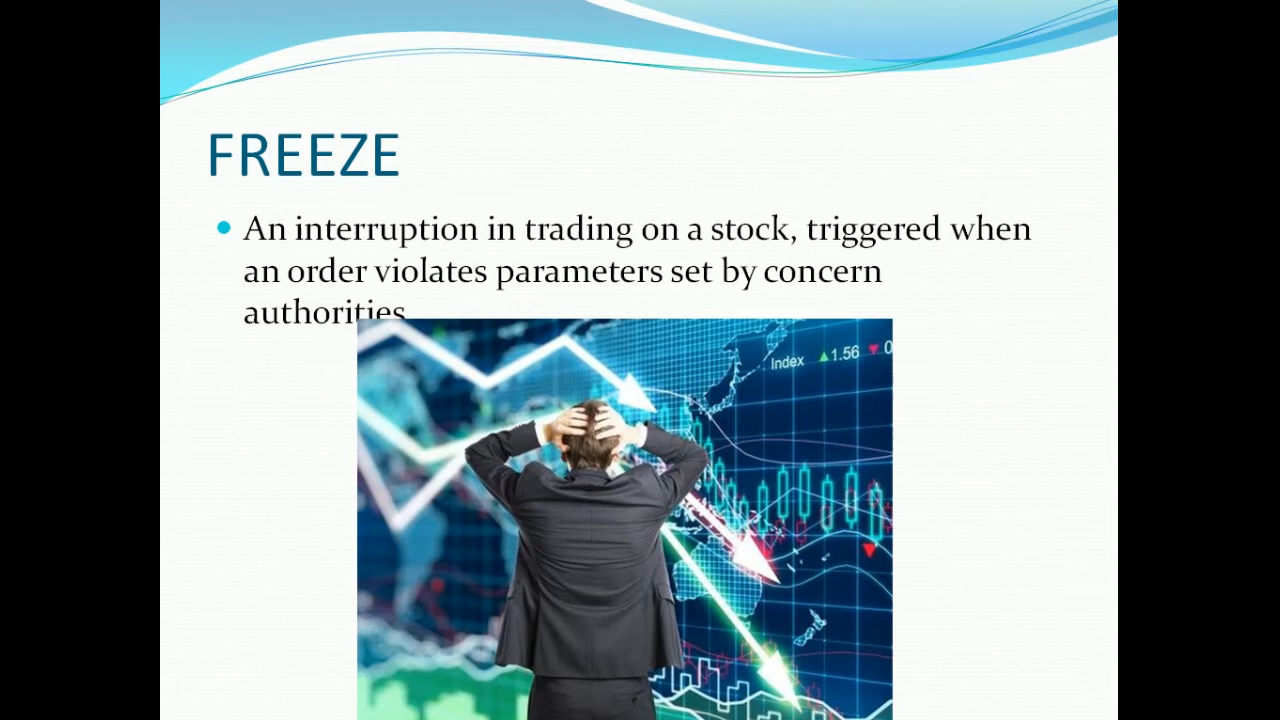 FREEZE
An interruption in trading on a stock, triggered when
an order violates parameters set by concern
authorities
Index ▲1.56 ▼0